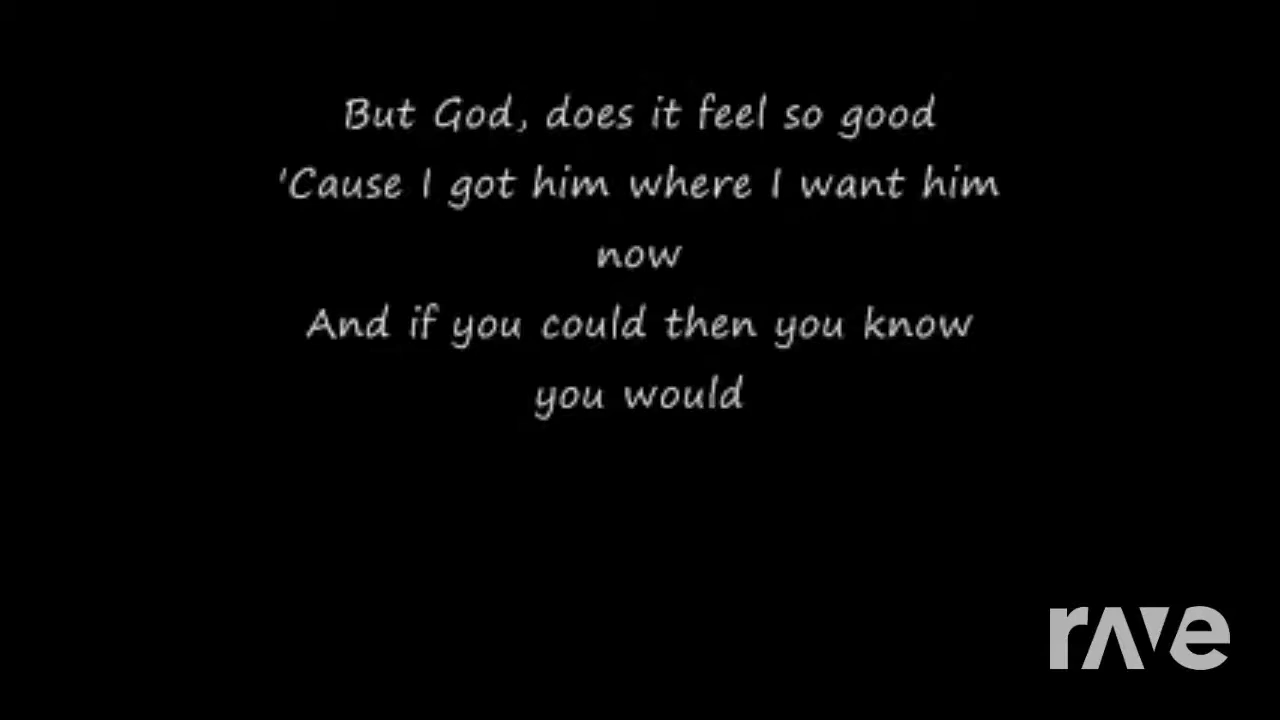 But God, does it feel so good
'Cause I got him where I want him
now
And if you could then you know
you would
rave